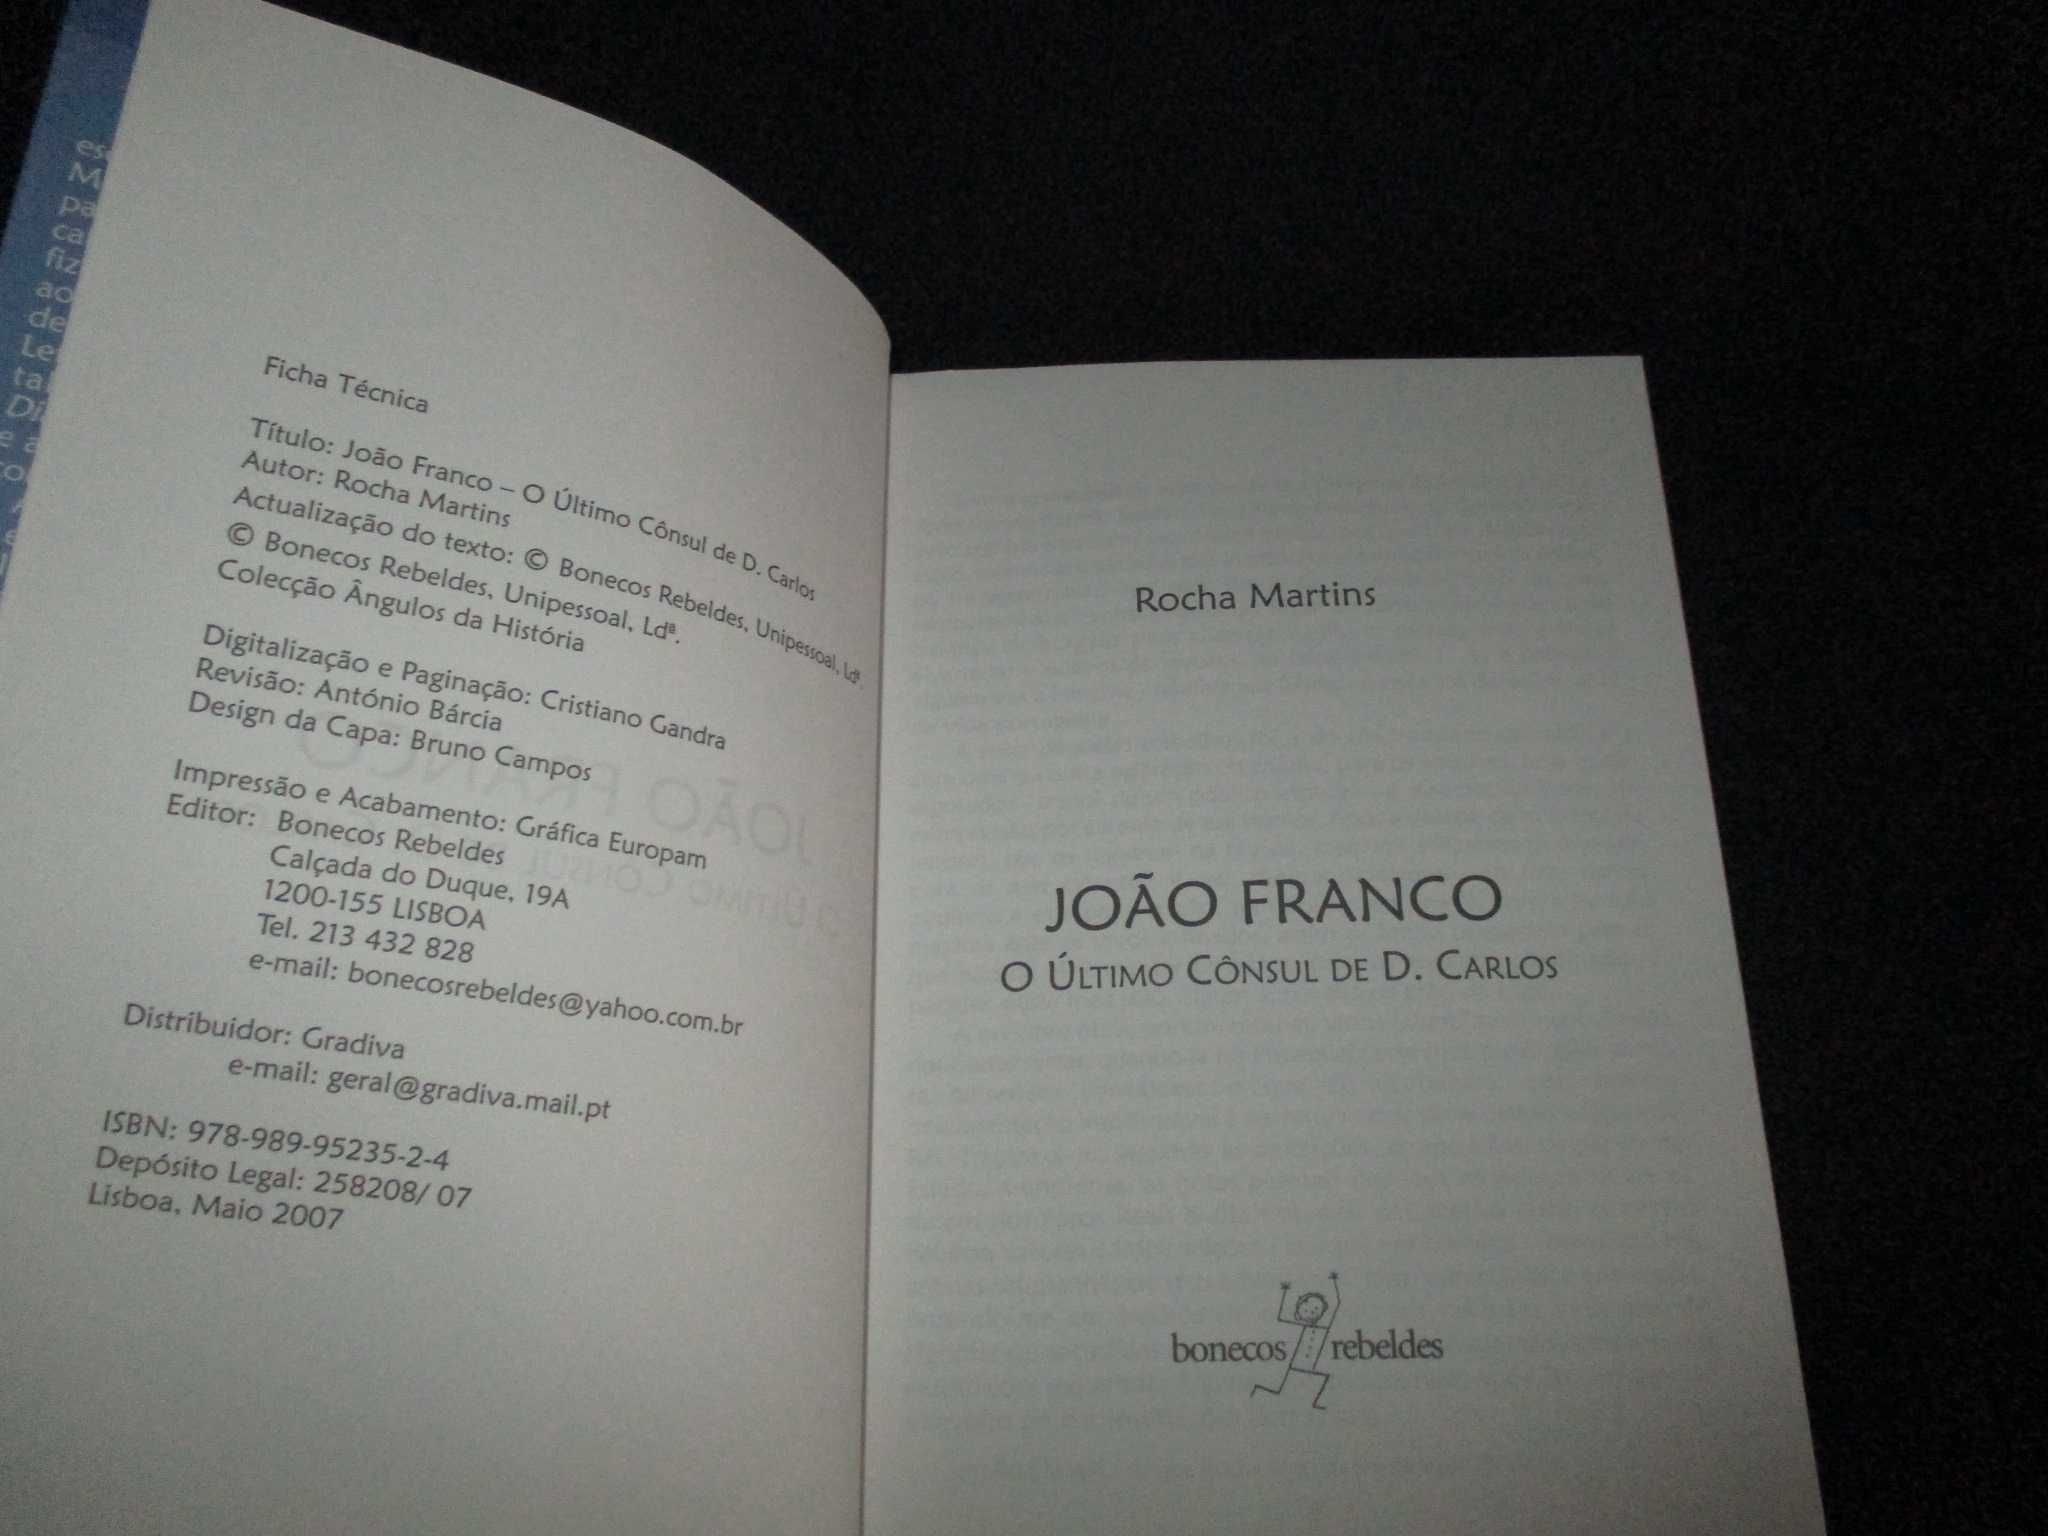 Ficha Técnica
Título: João Franco – O Último Cônsul de D. Carlos
Autor: Rocha Martins
Actualização do texto: © Bonecos Rebeldes, Unipessoal, Ldª.
© Bonecos Rebeldes, Unipessoal, Ldª.
Colecção Ângulos da História
Digitalização e Paginação: Cristiano Gandra
Revisão: António Bárcia
Design da Capa: Bruno Campos
Impressão e Acabamento: Gráfica Europam
Editor: Bonecos Rebeldes
Calçada do Duque, 19A
1200-155 LISBOA
Tel. 213 432 828
e-mail: bonecosrebeldes@yahoo.com.br
Distribuidor: Gradiva
e-mail: geral@gradiva.mail.pt
ISBN: 978-989-95235-2-4
Depósito Legal: 258208/ 07
Lisboa, Maio 2007
Rocha Martins
JOÃO FRANCO
O ÚLTIMO CÔNSUL DE D. CARLOS
bonecos rebeldes